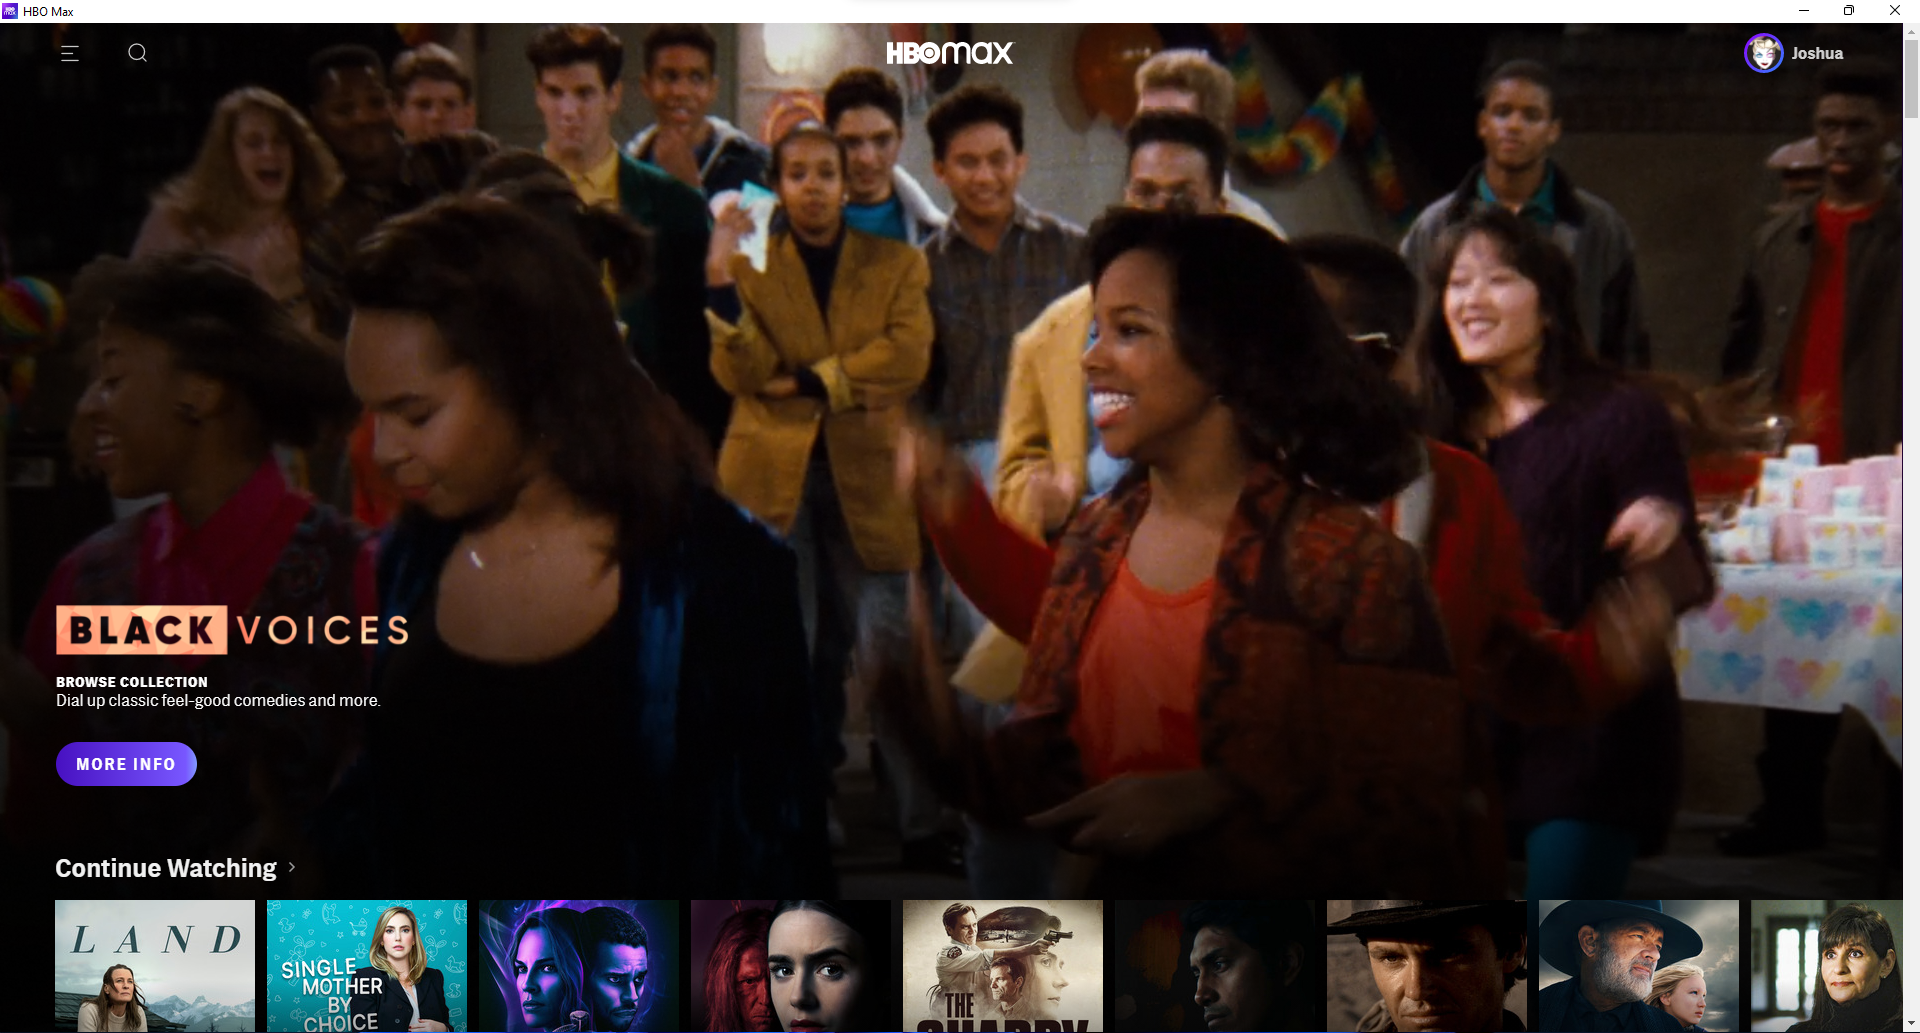 HBO Max
HBOMAX
Joshua
BLACK VOICES
BROWSE COLLECTION
Dial up classic feel-good comedies and more.
MORE INFO
Continue Watching
LAND
SINGLE
MOTHER
BY
CHOICE
THE